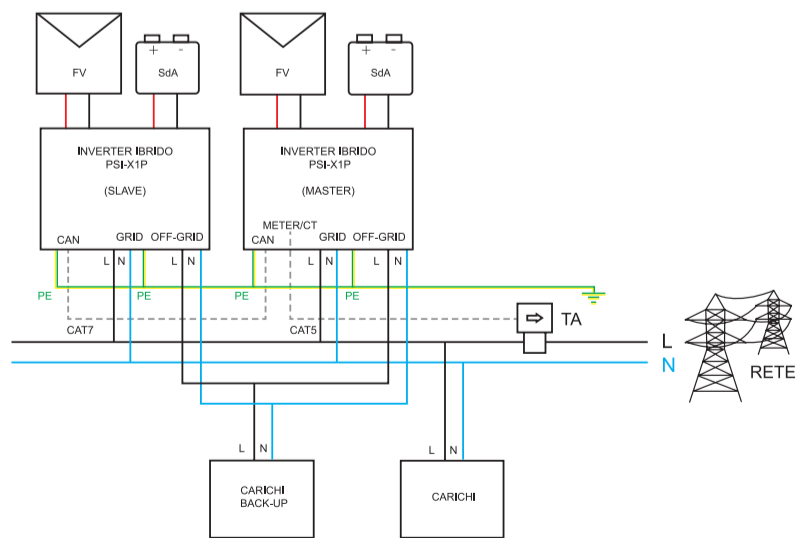 FV
+ -
SdA
FV
+ -
SdA
INVERTER IBRIDO
PSI-X1P
(SLAVE)
INVERTER IBRIDO
PSI-X1P
(MASTER)
CAN
GRID
OFF-GRID
METER/CT
CAN
GRID
OFF-GRID
L N
L N
L N
L N
PE
PE
PE
PE
CAT7
CAT5
TA
L
N
RETE
L N
L N
CARICHI
BACK-UP
CARICHI